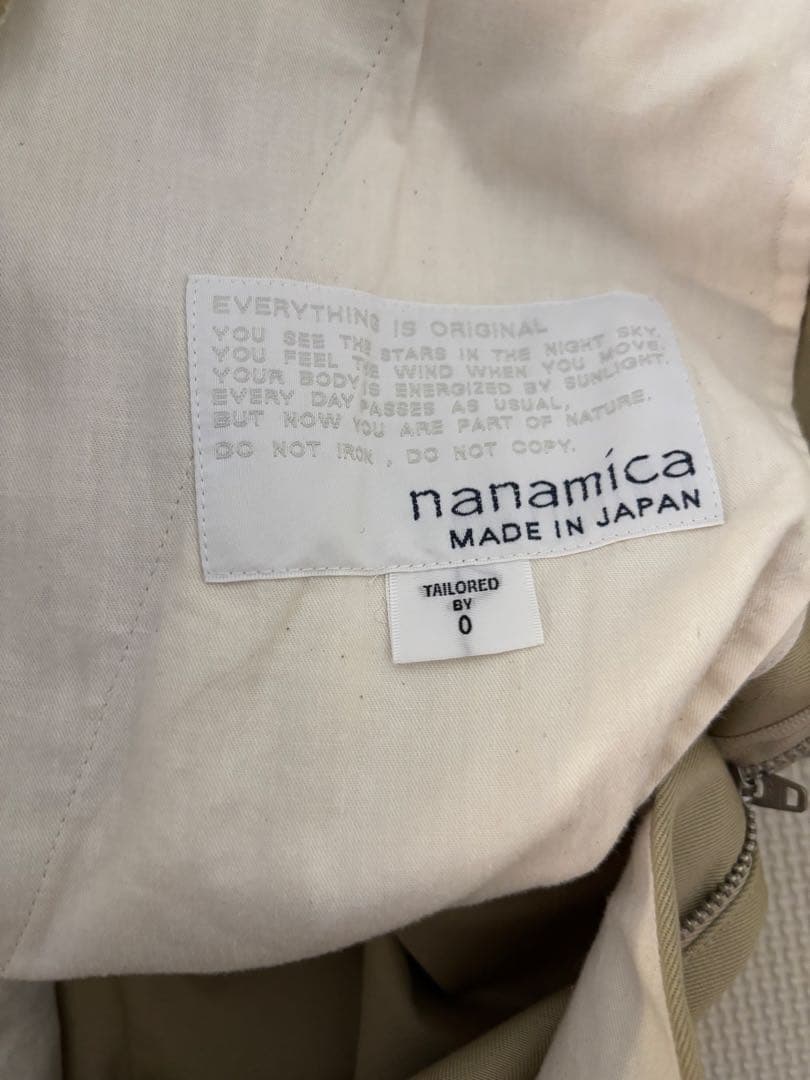 EVERYTHING IS ORIGINAL
YOU SEE THE STARS IN THE NIGHT SKY.
YOU FEEL THE WIND WHEN YOU MOVE.
YOUR BODY IS ENERGIZED BY SUNLIGHT.
EVERY DAY PASSES AS USUAL,
BUT NOW YOU ARE PART OF NATURE.
DO NOT IRON , DO NOT COPY.
nanamica
MADE IN JAPAN
TAILORED
BY
0